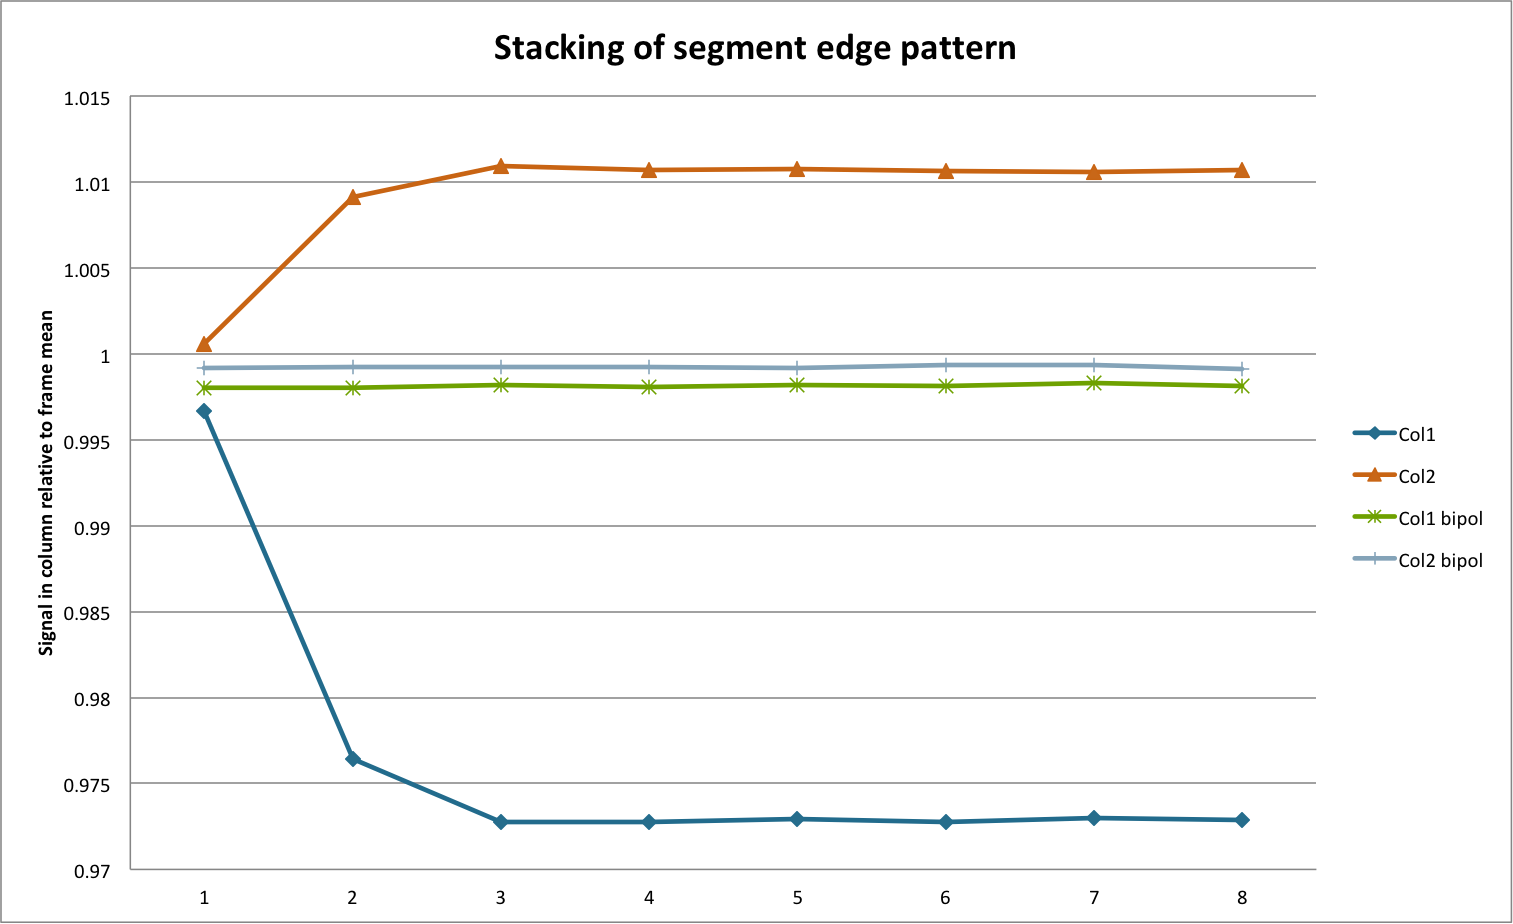 Stacking of segment edge pattern
Signal in column relative to frame mean
1.015
1.01
1.005
1
0.995
0.99
0.985
0.98
0.975
0.97
1 2 3 4 5 6 7 8
Col1
Col2
Col1 bipol
Col2 bipol